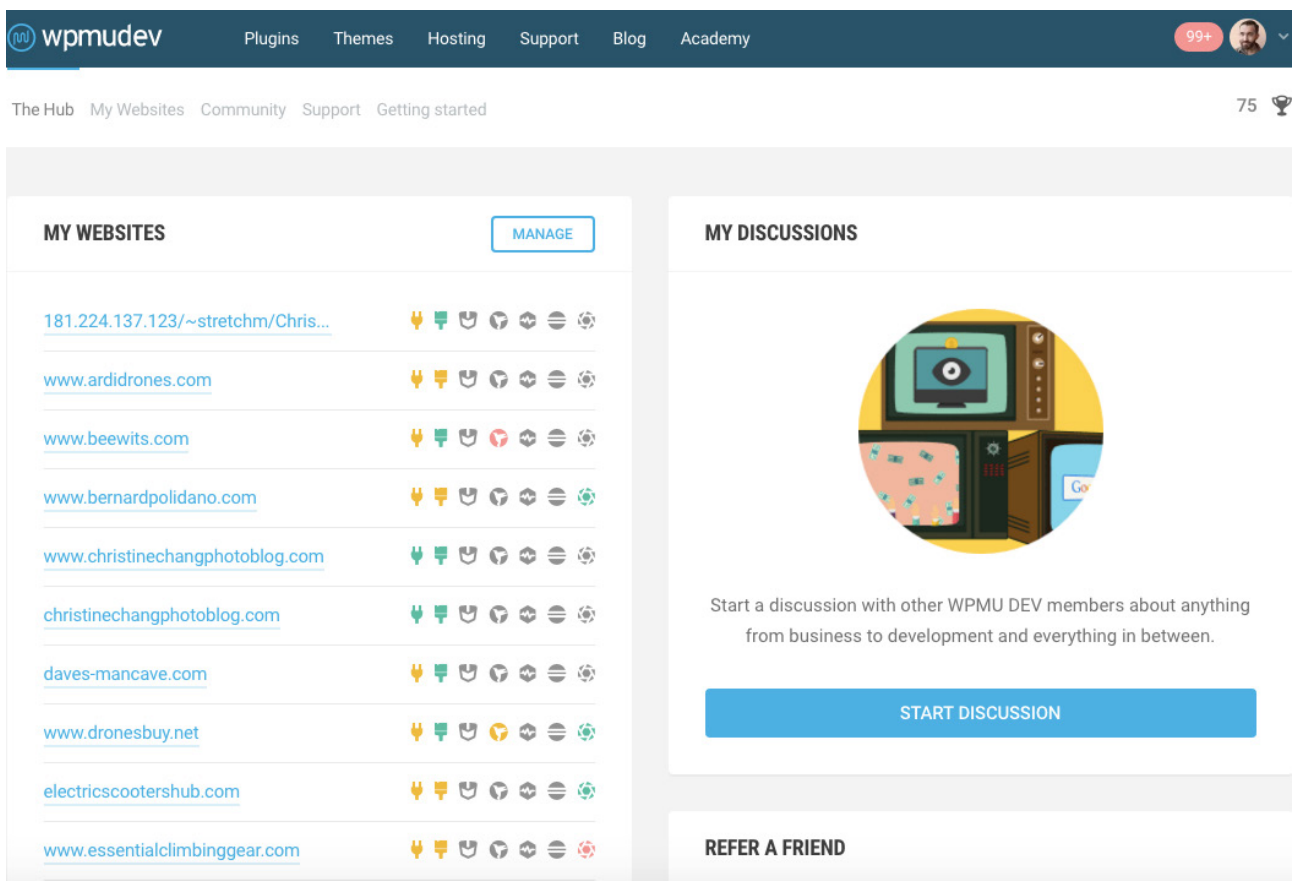 wpmudev
Plugins Themes Hosting Support Blog Academy
99+
The Hub My Websites Community Support Getting started
75
MY WEBSITES
MANAGE
181.224.137.123/~stretchm/Chris...
www.ardidrones.com
www.beewits.com
www.bernardpolidano.com
www.christinechangphotoblog.com
christinechangphotoblog.com
daves-mancave.com
www.dronesbuy.net
electricscootershub.com
www.essentialclimbinggear.com
MY DISCUSSIONS
Goo
Start a discussion with other WPMU DEV members about anything
from business to development and everything in between.
START DISCUSSION
REFER A FRIEND